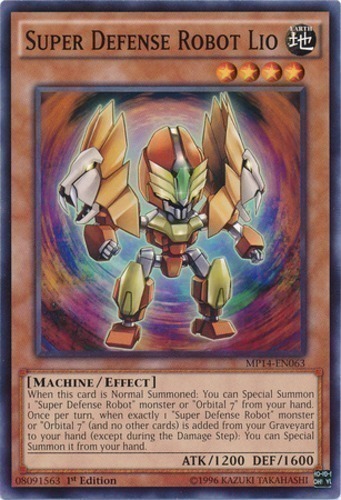 SUPER DEFENSE ROBOT LIO
EARTH
地
MP14-EN063
[MACHINE/EFFECT]
When this card is Normal Summoned: You can Special Summon
1 "Super Defense Robot" monster or "Orbital 7" from your hand.
Once per turn, when exactly 1 "Super Defense Robot" monster
or "Orbital 7" (and no other cards) is added from your Graveyard
to your hand (except during the Damage Step): You can Special
Summon it from your hand.
ATK/1200 DEF/1600
08091563 1st Edition ©1996 KAZUKI TAKAHASHI